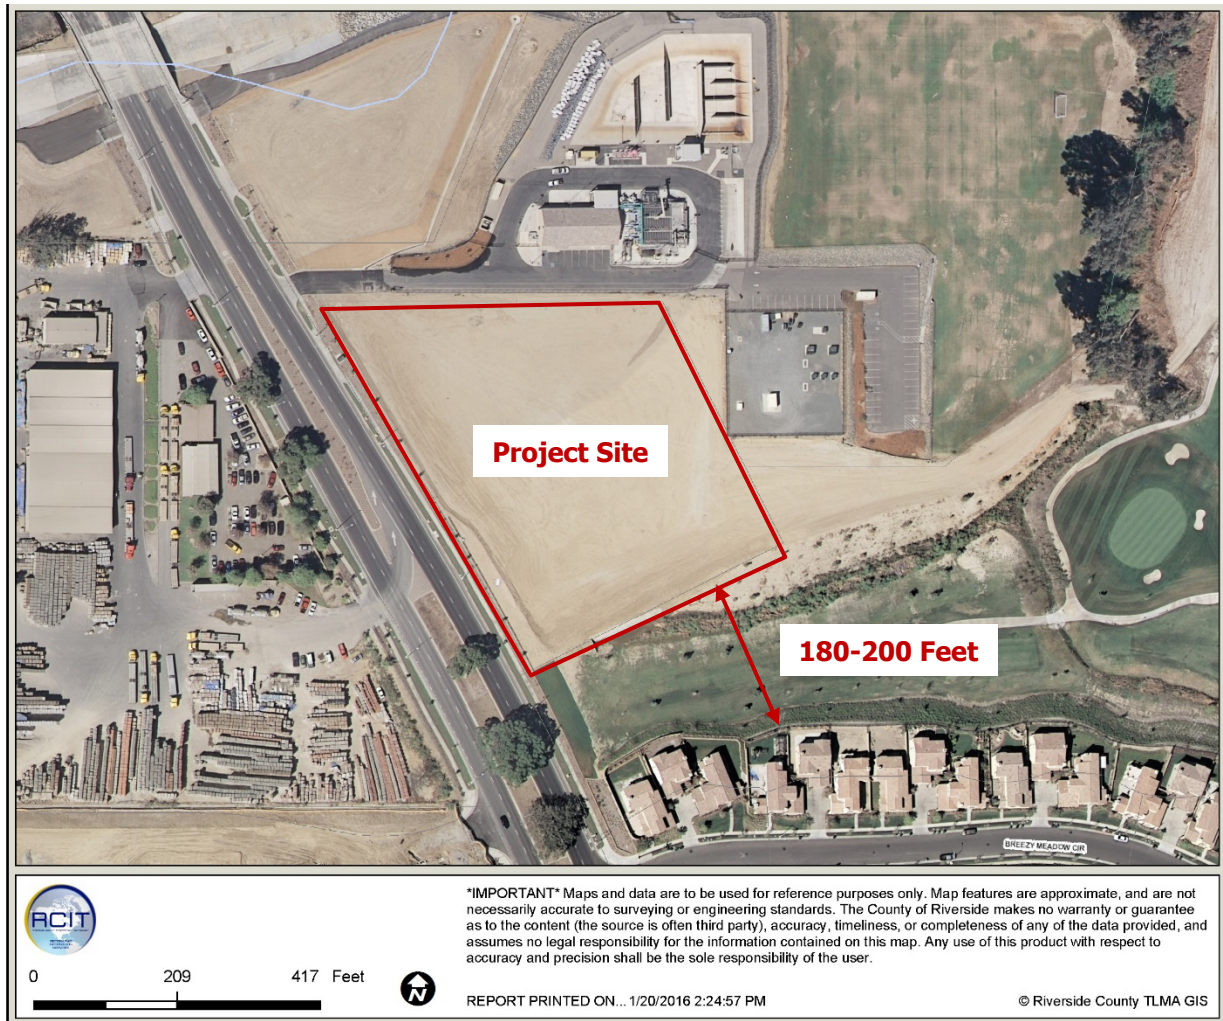 Project Site
180-200 Feet
BREEZY MEADOW CIR
RCIT
0 209 417 Feet
N
*IMPORTANT* Maps and data are to be used for reference purposes only. Map features are approximate, and are not
necessarily accurate to surveying or engineering standards. The County of Riverside makes no warranty or guarantee
as to the content (the source is often third party), accuracy, timeliness, or completeness of any of the data provided, and
assumes no legal responsibility for the information contained on this map. Any use of this product with respect to
accuracy and precision shall be the sole responsibility of the user.
REPORT PRINTED ON... 1/20/2016 2:24:57 PM
© Riverside County TLMA GIS